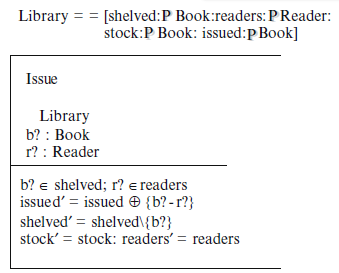 Library = = [shelved:ℙ Book:readers: ℙ Reader:
stock:ℙ Book: issued:ℙ Book]
Issue
Library
b? : Book
r? : Reader
b? ∈ shelved; r? ∈ readers
issued′ = issued ⊕ {b? - r?}
shelved′ = shelved\{b?}
stock′ = stock: readers′ = readers